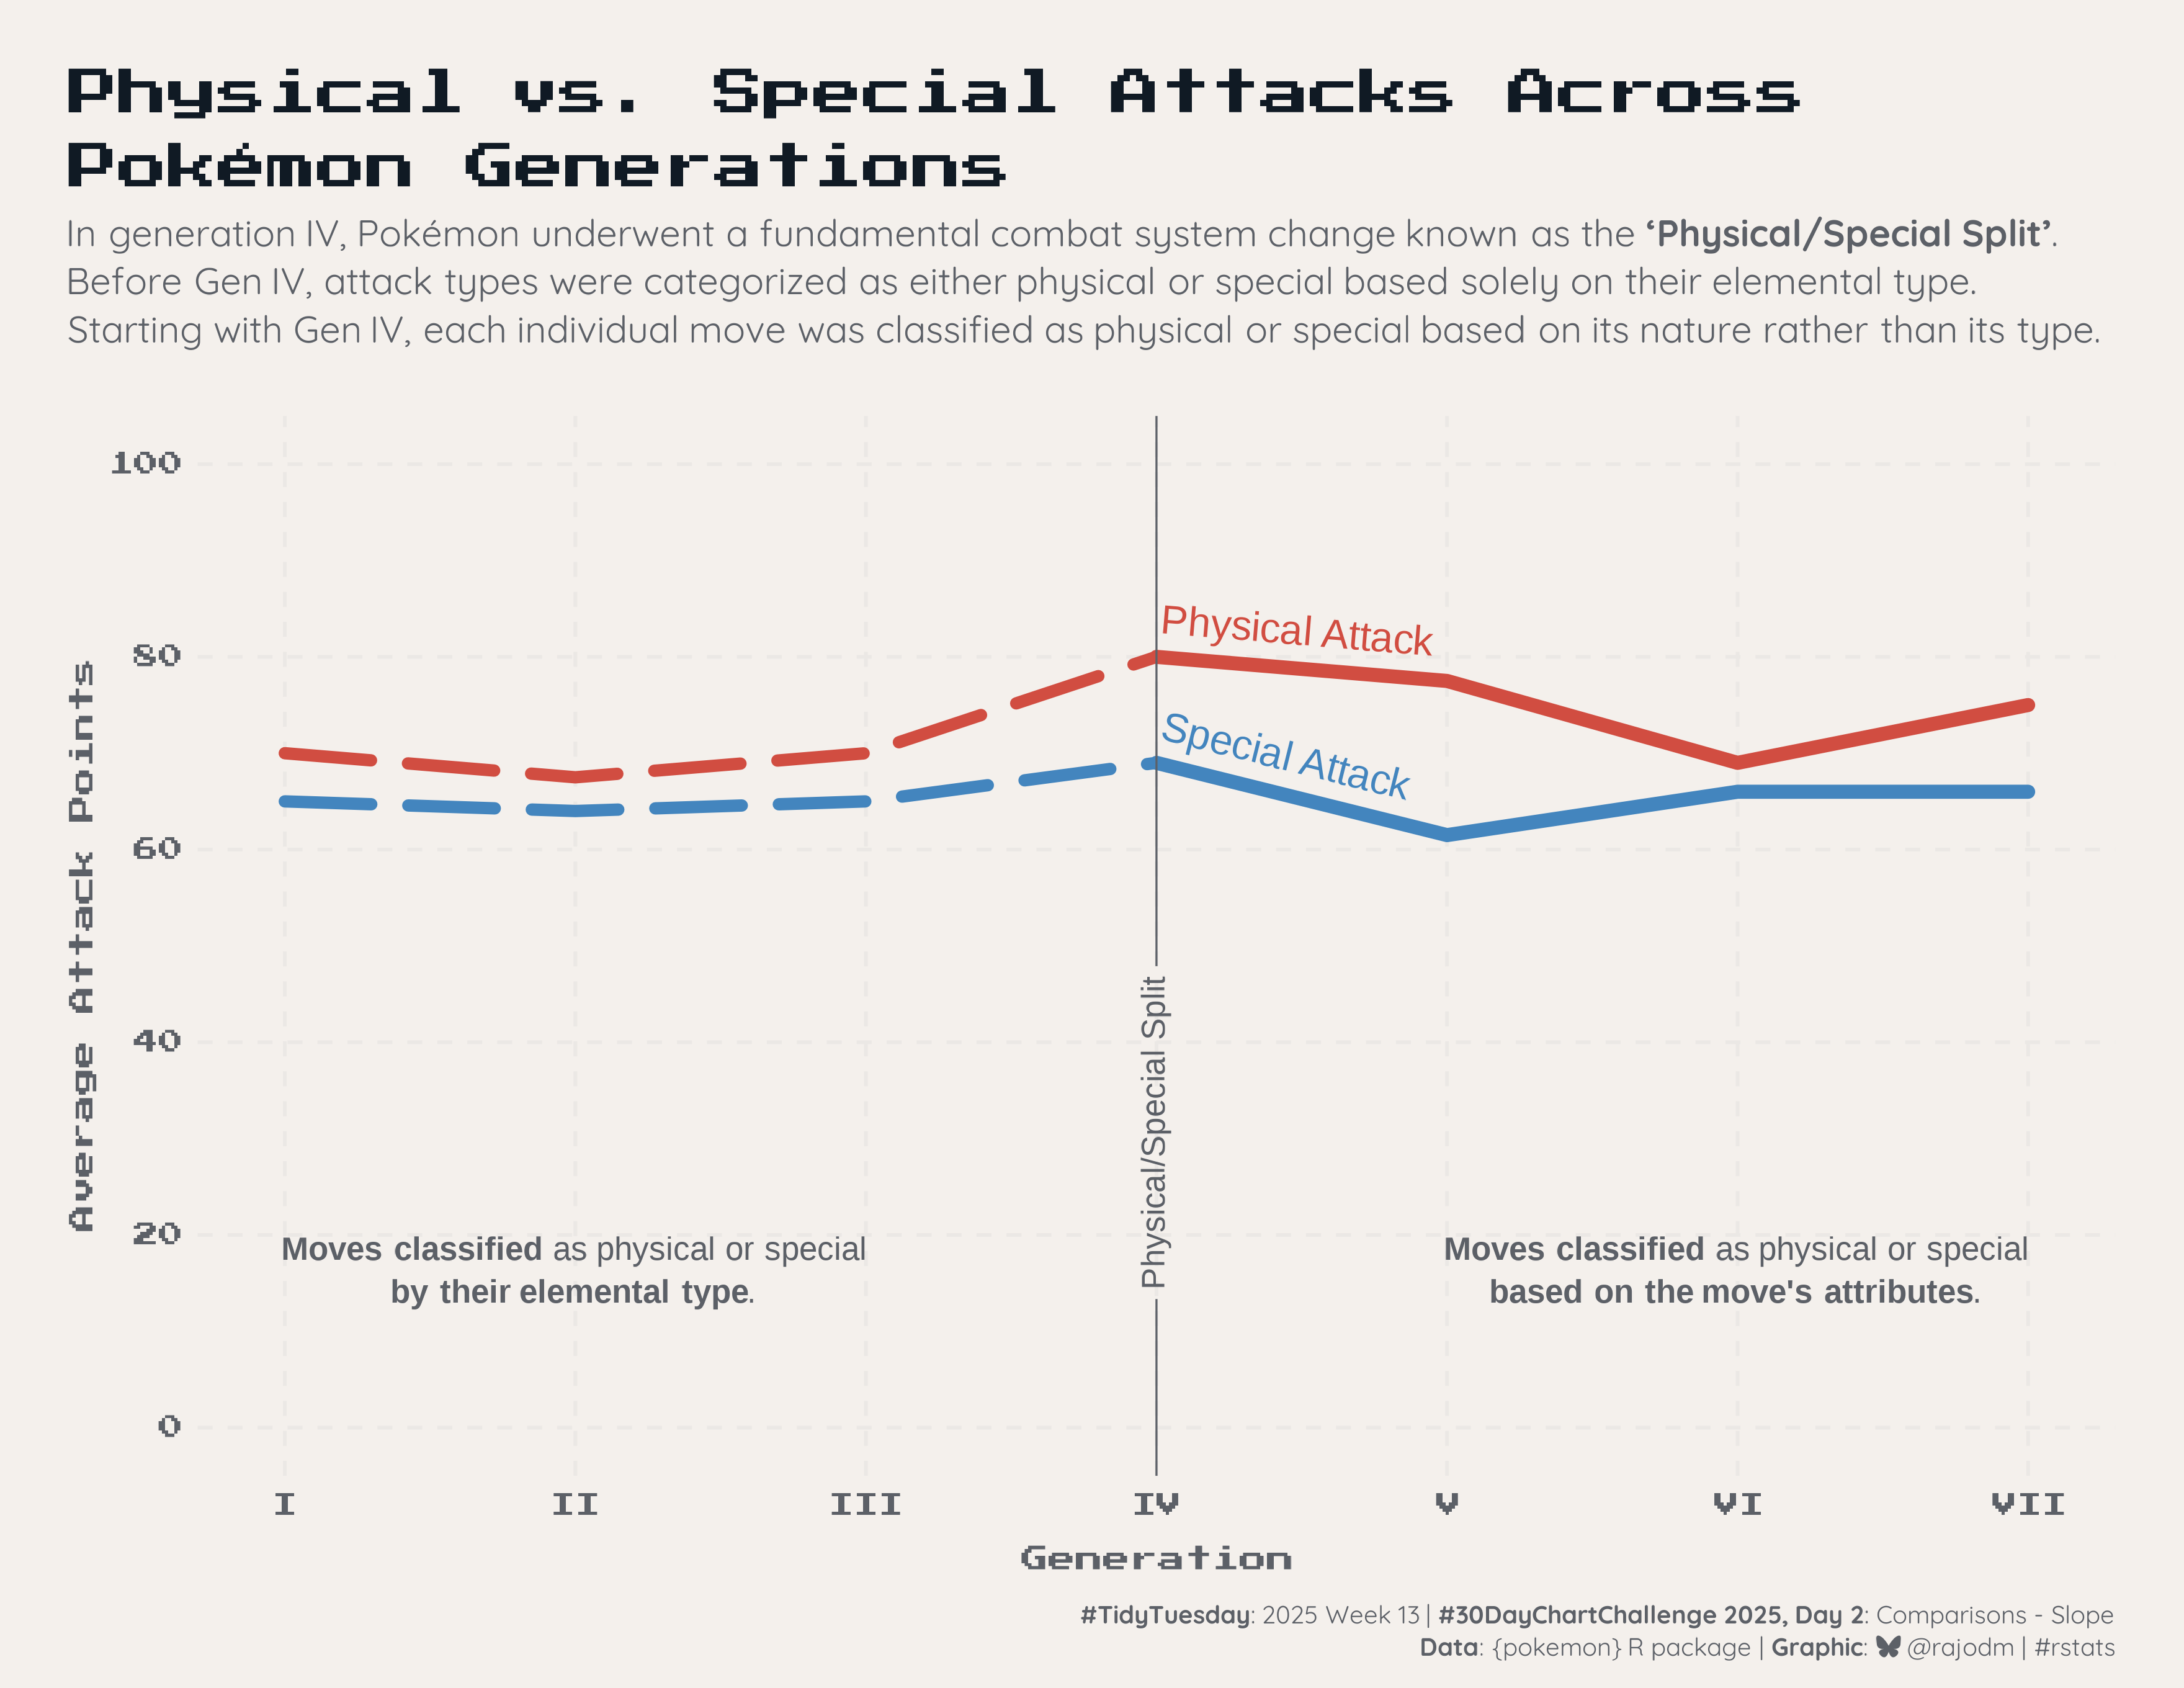 Physical vs. Special Attacks Across
Pokémon Generations
In generation IV, Pokémon underwent a fundamental combat system change known as the ‘Physical/Special Split’.
Before Gen IV, attack types were categorized as either physical or special based solely on their elemental type.
Starting with Gen IV, each individual move was classified as physical or special based on its nature rather than its type.
Average Attack Points
100
80
60
40
20
0
Physical Attack
Special Attack
Physical/Special Split
Moves classified as physical or special
by their elemental type.
Moves classified as physical or special
based on the move's attributes.
I II III IV V VI VII
Generation
#TidyTuesday: 2025 Week 13 | #30DayChartChallenge 2025, Day 2: Comparisons - Slope
Data: {pokemon} R package | Graphic: @rajodm | #rstats